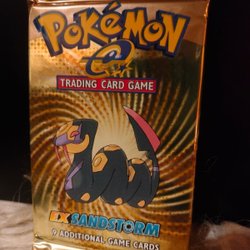 POKéMON
e
TRADING CARD GAME
EX SANDSTORM
9 ADDITIONAL GAME CARDS